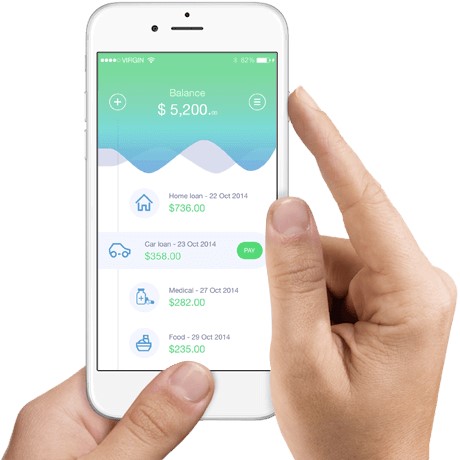 VIRGIN
82%
Balance
$ 5,200
Home loan - 22 Oct 2014
$736.00
Car loan - 23 Oct 2014
$358.00
PAY
Medical - 27 Oct 2014
$282.00
Food - 29 Oct 2014
$235.00